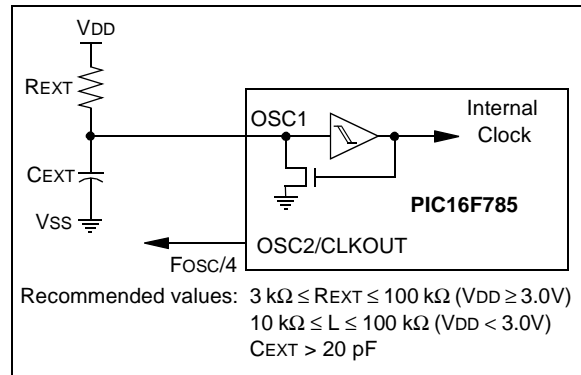 VDD
REXT
OSC1
Internal
Clock
CEXT
PIC16F785
VSS
OSC2/CLKOUT
FOSC/4
Recommended values: 3 kΩ ≤ REXT ≤ 100 kΩ (VDD ≥ 3.0V)
10 kΩ ≤ L ≤ 100 kΩ (VDD < 3.0V)
CEXT > 20 pF